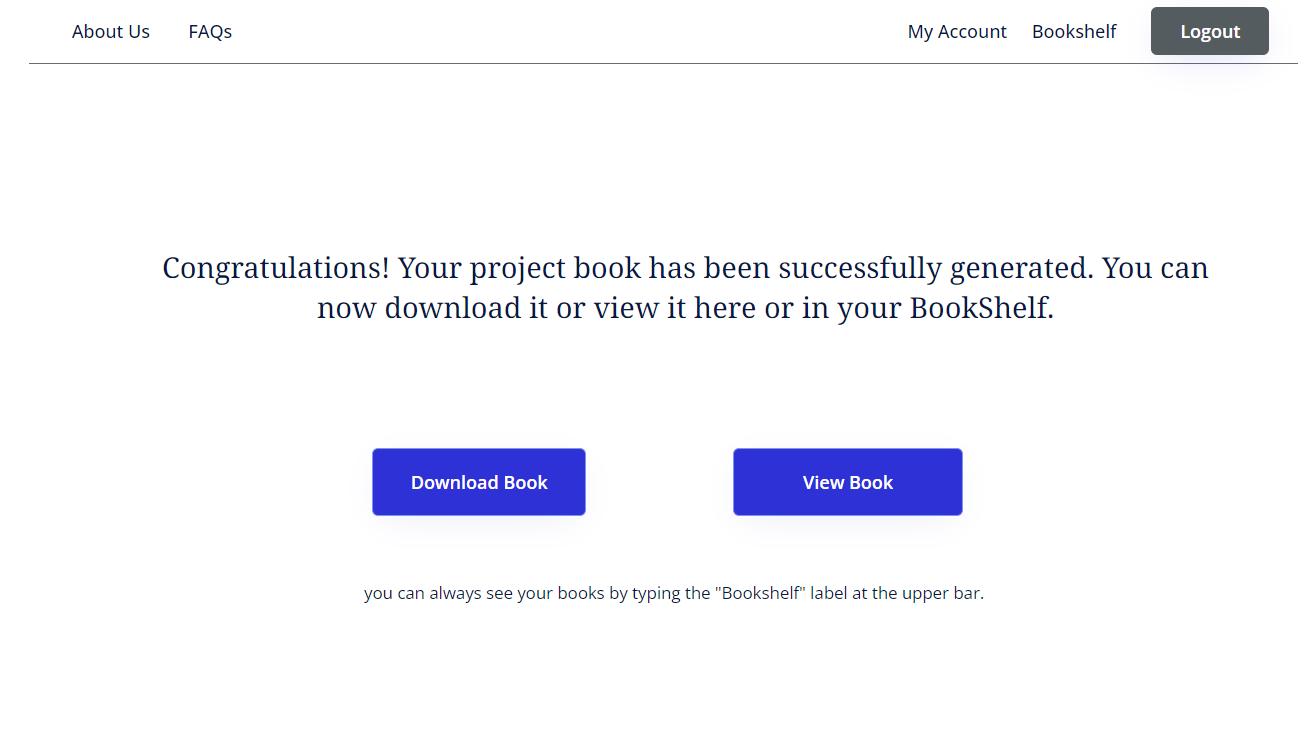 About Us FAQs My Account Bookshelf Logout
Congratulations! Your project book has been successfully generated. You can
now download it or view it here or in your BookShelf.
Download Book View Book
you can always see your books by typing the "Bookshelf" label at the upper bar.